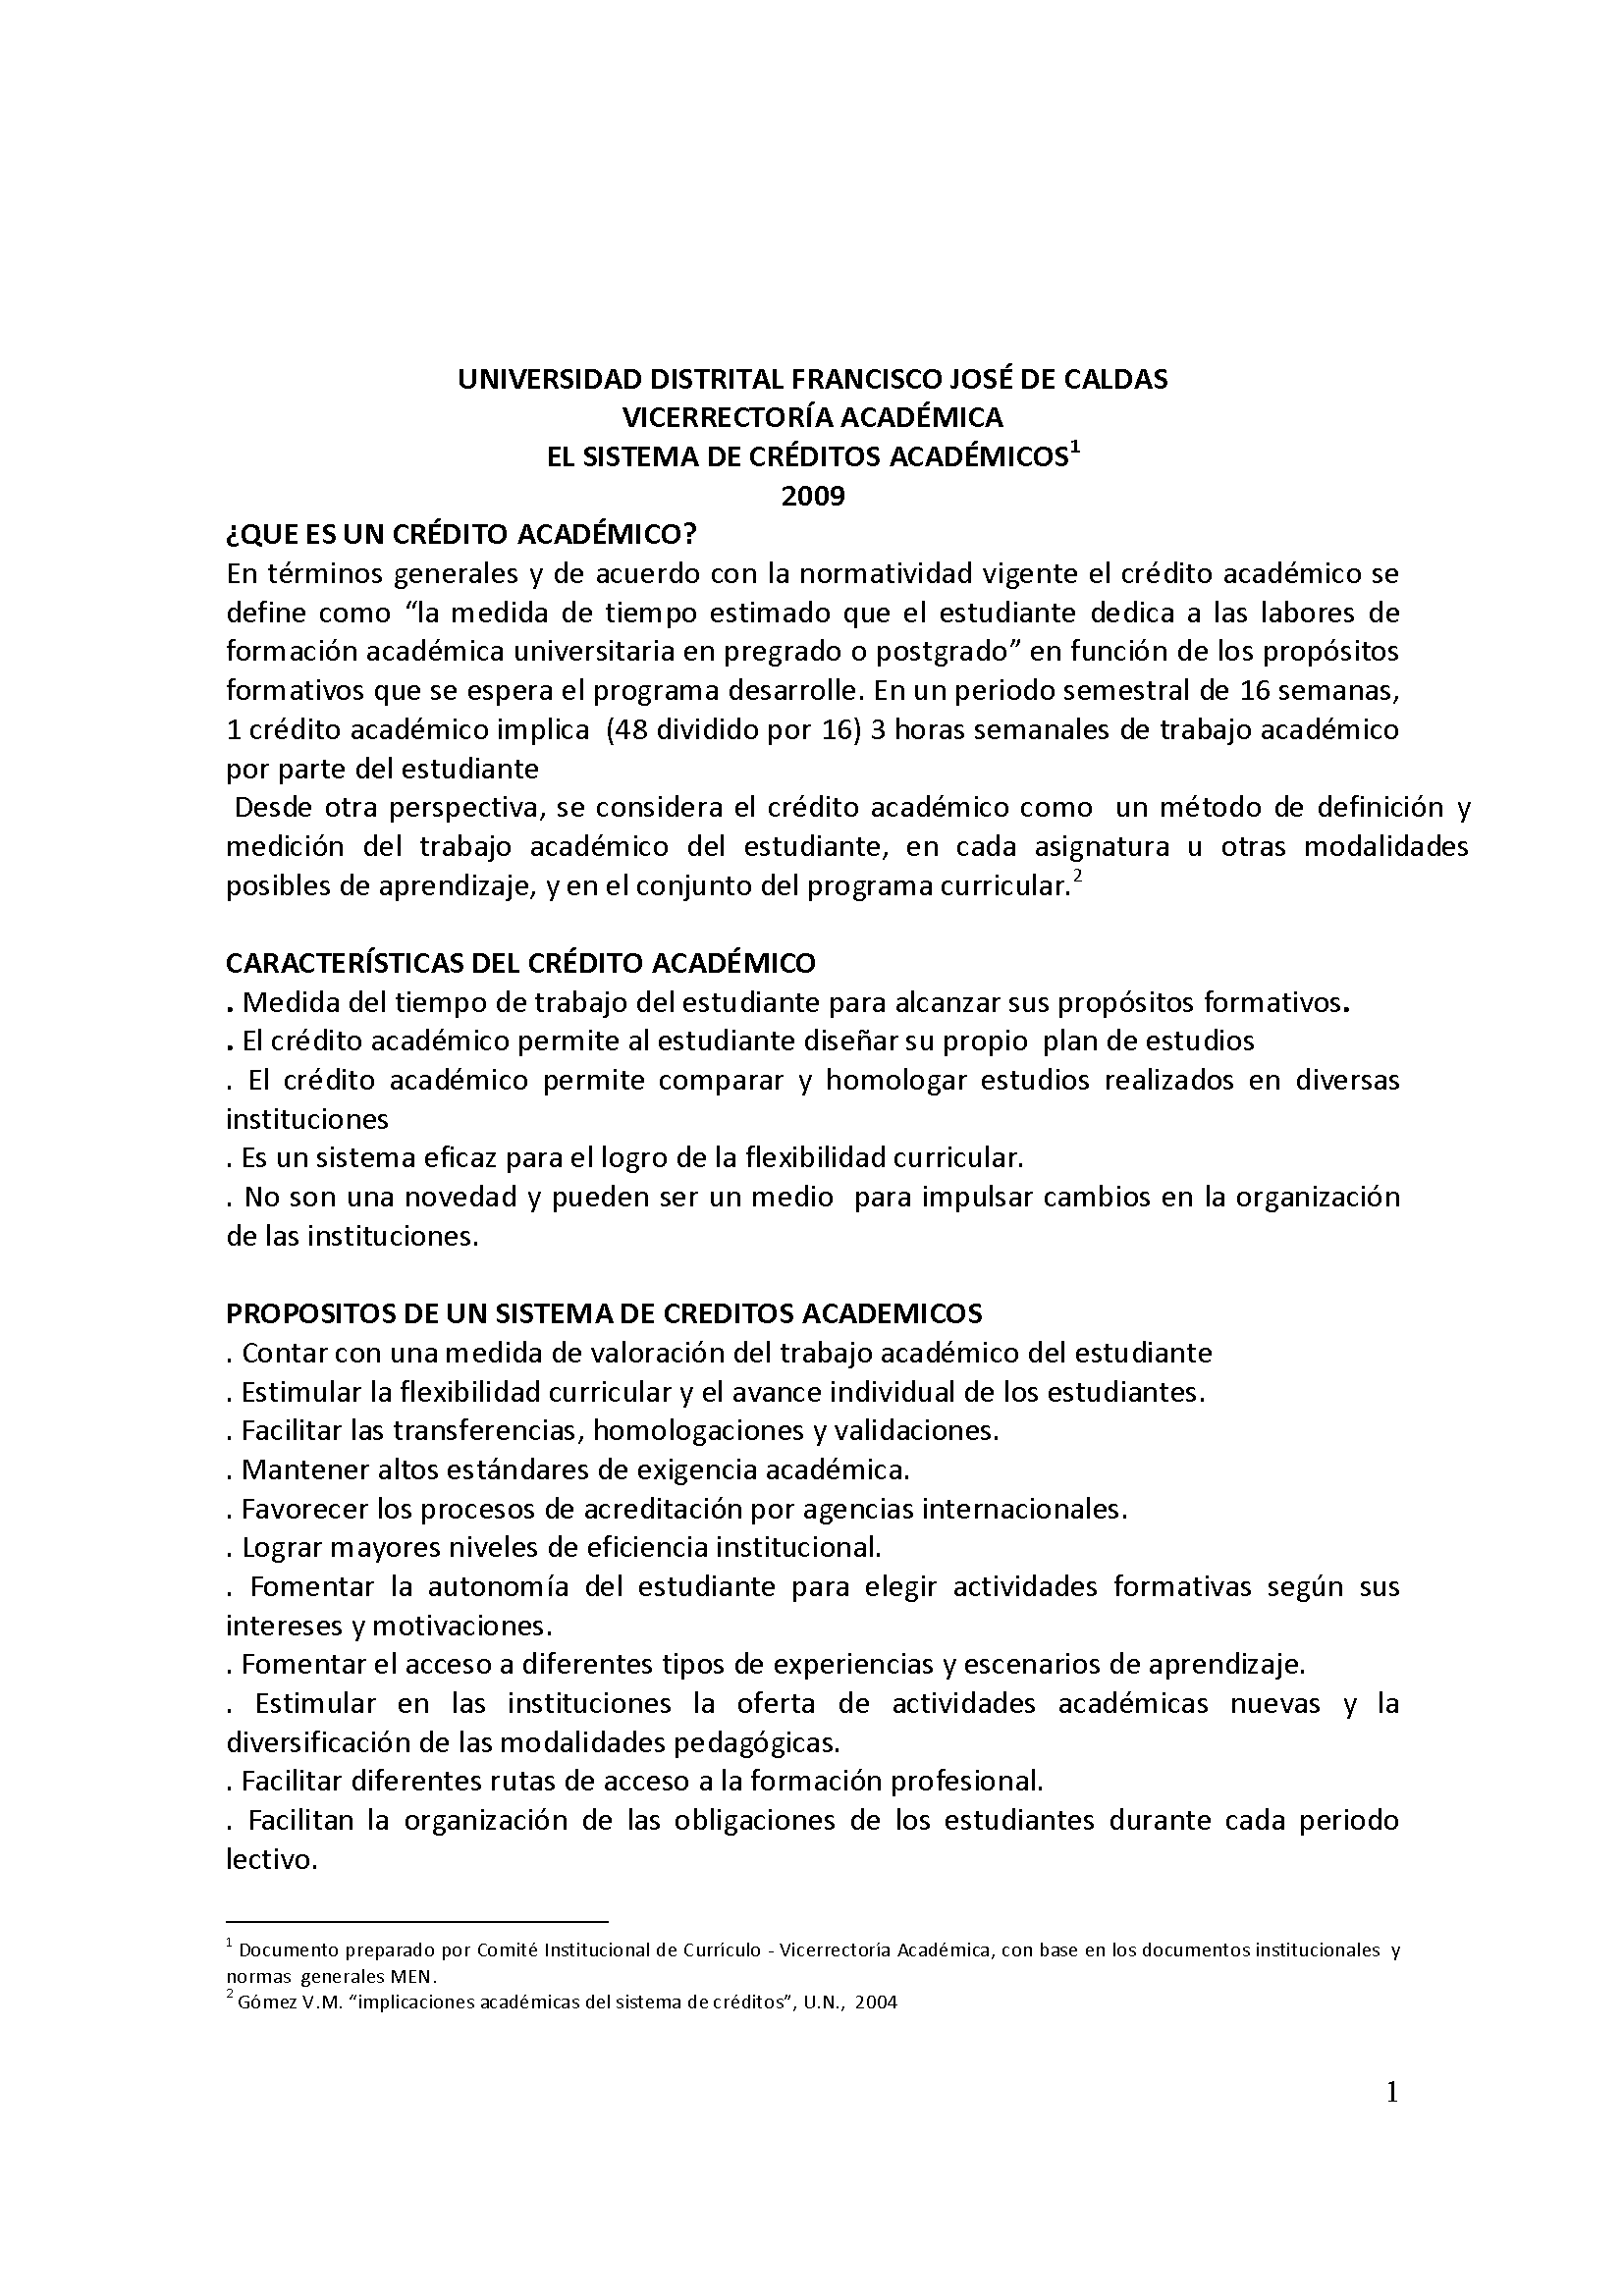 UNIVERSIDAD DISTRITAL FRANCISCO JOSÉ DE CALDAS
VICERRECTORÍA ACADÉMICA
EL SISTEMA DE CRÉDITOS ACADÉMICOS1
2009
¿QUE ES UN CRÉDITO ACADÉMICO?
En términos generales y de acuerdo con la normatividad vigente el crédito académico se
define como “la medida de tiempo estimado que el estudiante dedica a las labores de
formación académica universitaria en pregrado o postgrado” en función de los propósitos
formativos que se espera el programa desarrolle. En un periodo semestral de 16 semanas,
1 crédito académico implica (48 dividido por 16) 3 horas semanales de trabajo académico
por parte del estudiante
Desde otra perspectiva, se considera el crédito académico como un método de definición y
medición del trabajo académico del estudiante, en cada asignatura u otras modalidades
posibles de aprendizaje, y en el conjunto del programa curricular.2
CARACTERÍSTICAS DEL CRÉDITO ACADÉMICO
. Medida del tiempo de trabajo del estudiante para alcanzar sus propósitos formativos.
. El crédito académico permite al estudiante diseñar su propio plan de estudios
. El crédito académico permite comparar y homologar estudios realizados en diversas
instituciones
. Es un sistema eficaz para el logro de la flexibilidad curricular.
. No son una novedad y pueden ser un medio para impulsar cambios en la organización
de las instituciones.
PROPOSITOS DE UN SISTEMA DE CREDITOS ACADEMICOS
. Contar con una medida de valoración del trabajo académico del estudiante
. Estimular la flexibilidad curricular y el avance individual de los estudiantes.
. Facilitar las transferencias, homologaciones y validaciones.
. Mantener altos estándares de exigencia académica.
. Favorecer los procesos de acreditación por agencias internacionales.
. Lograr mayores niveles de eficiencia institucional.
. Fomentar la autonomía del estudiante para elegir actividades formativas según sus
intereses y motivaciones.
. Fomentar el acceso a diferentes tipos de experiencias y escenarios de aprendizaje.
. Estimular en las instituciones la oferta de actividades académicas nuevas y la
diversificación de las modalidades pedagógicas.
. Facilitar diferentes rutas de acceso a la formación profesional.
. Facilitan la organización de las obligaciones de los estudiantes durante cada periodo
lectivo.
1 Documento preparado por Comité Institucional de Currículo - Vicerrectoría Académica, con base en los documentos institucionales y
normas generales MEN.
2 Gómez V.M. “implicaciones académicas del sistema de créditos”, U.N., 2004
1